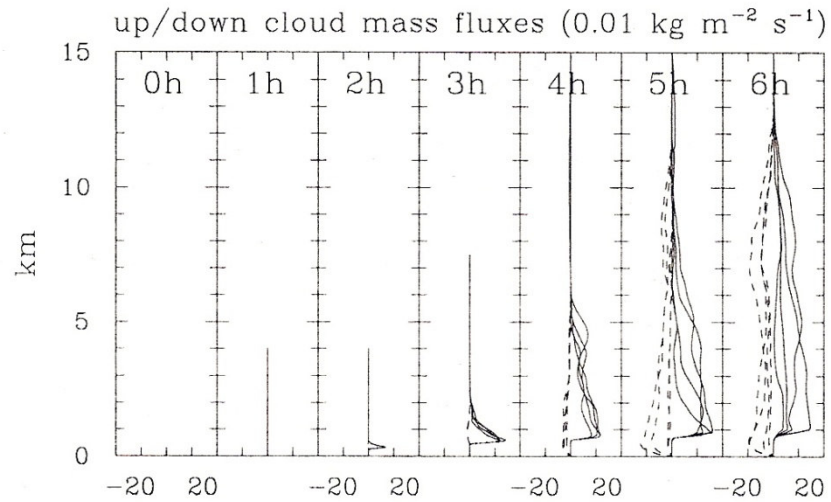 up/down cloud mass fluxes (0.01 kg m⁻² s⁻¹)
15
0h 1h 2h 3h 4h 5h 6h
10
km
5
0
−20 20 −20 20 −20 20 −20 20